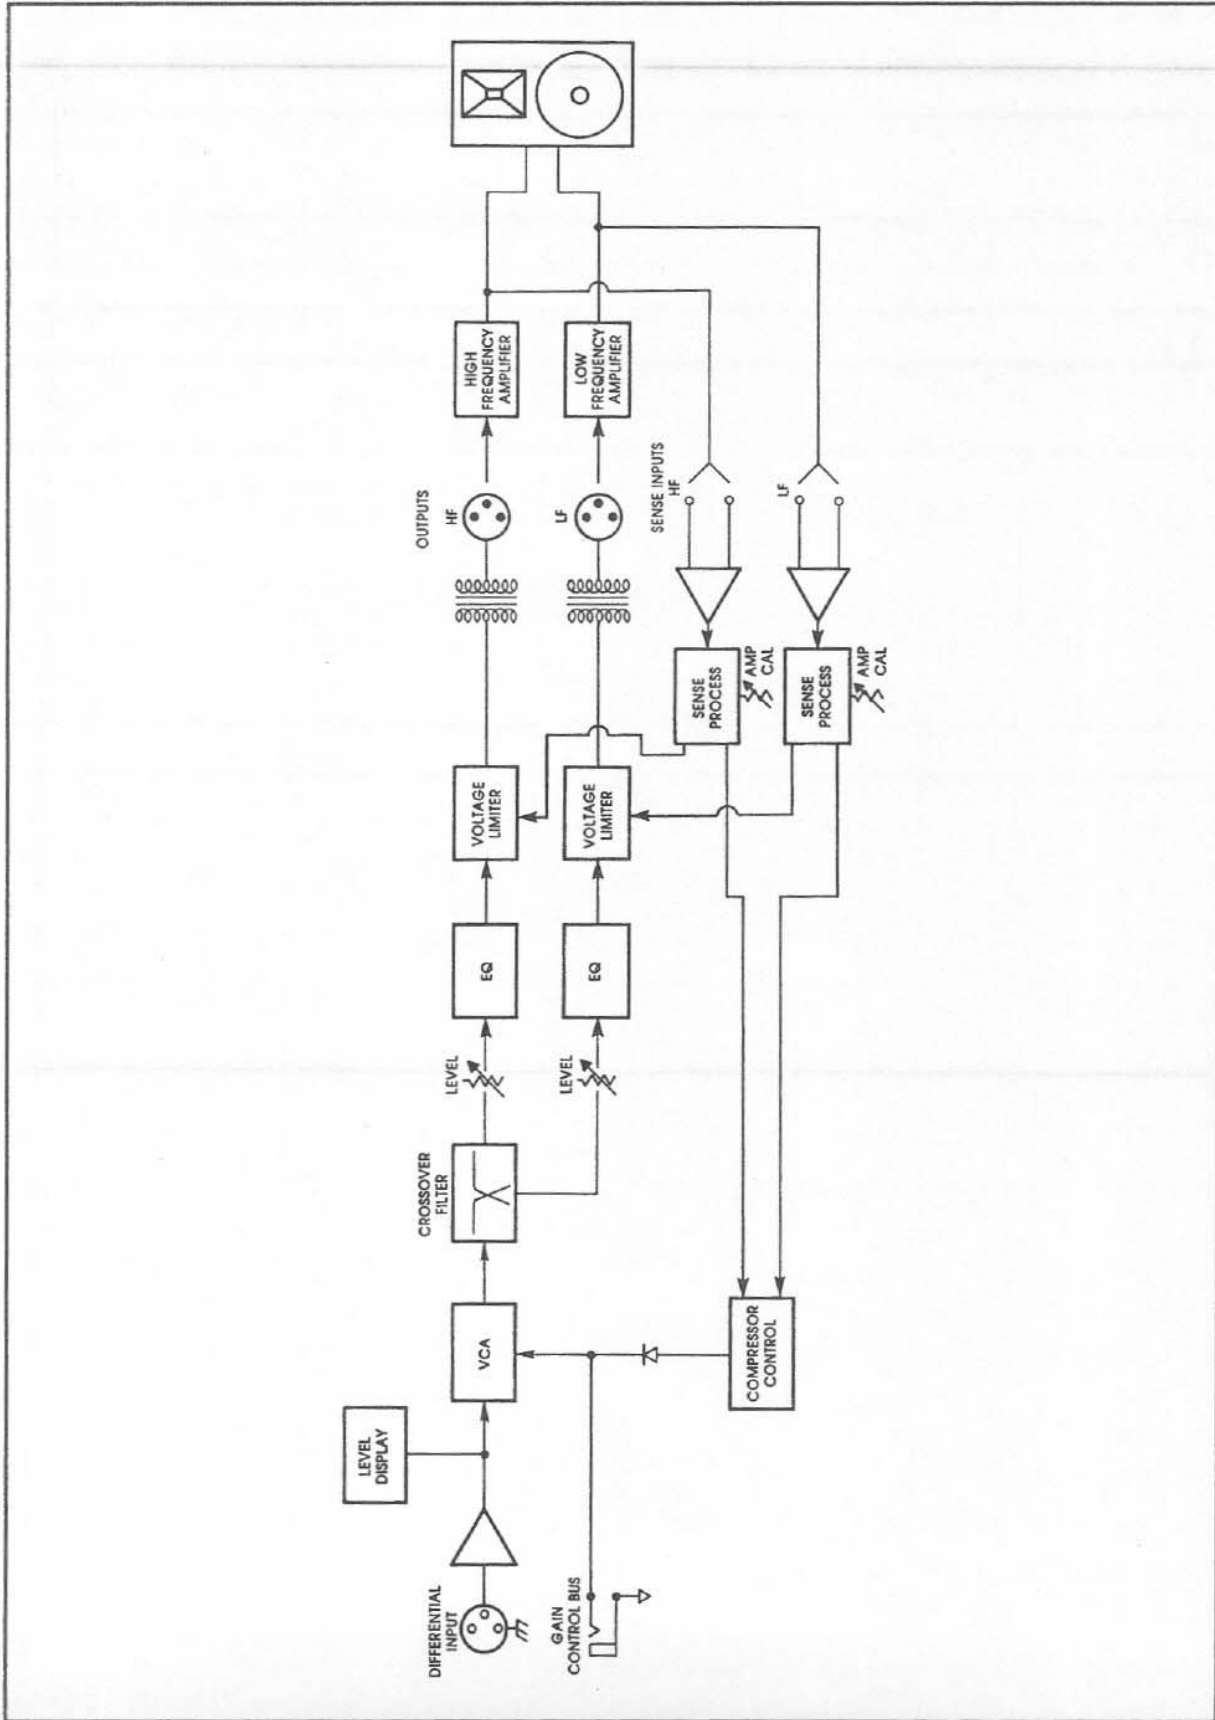 DIFFERENTIAL
INPUT
LEVEL
DISPLAY
VCA
GAIN
CONTROL BUS
COMPRESSOR
CONTROL
CROSSOVER
FILTER
LEVEL
LEVEL
EQ
EQ
VOLTAGE
LIMITER
VOLTAGE
LIMITER
SENSE
PROCESS
AMP
CAL
SENSE
PROCESS
AMP
CAL
OUTPUTS
HF
LF
SENSE INPUTS
HF
LF
HIGH
FREQUENCY
AMPLIFIER
LOW
FREQUENCY
AMPLIFIER